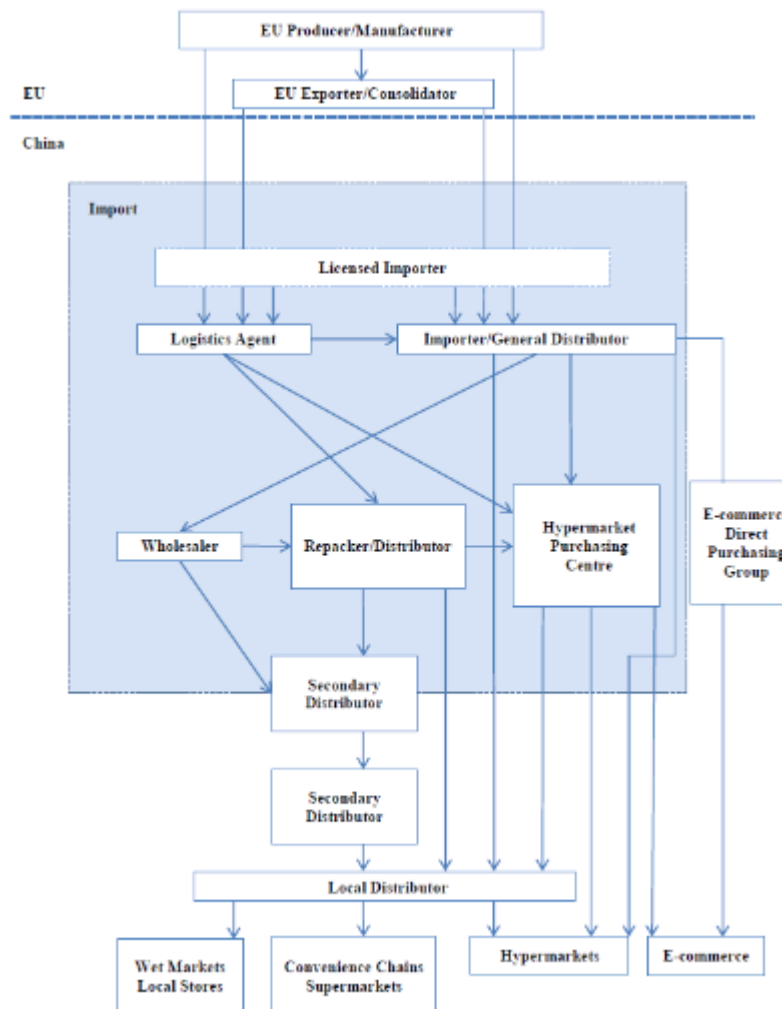 EU Producer/Manufacturer
EU
EU Exporter/Consolidator
China
Import
Licensed Importer
Logistics Agent
Importer/General Distributor
Wholesaler
Repacker/Distributor
Hypermarket
Purchasing
Centre
E-commerce
Direct
Purchasing
Group
Secondary
Distributor
Secondary
Distributor
Local Distributor
Wet Markets
Local Stores
Convenience Chains
Supermarkets
Hypermarkets
E-commerce